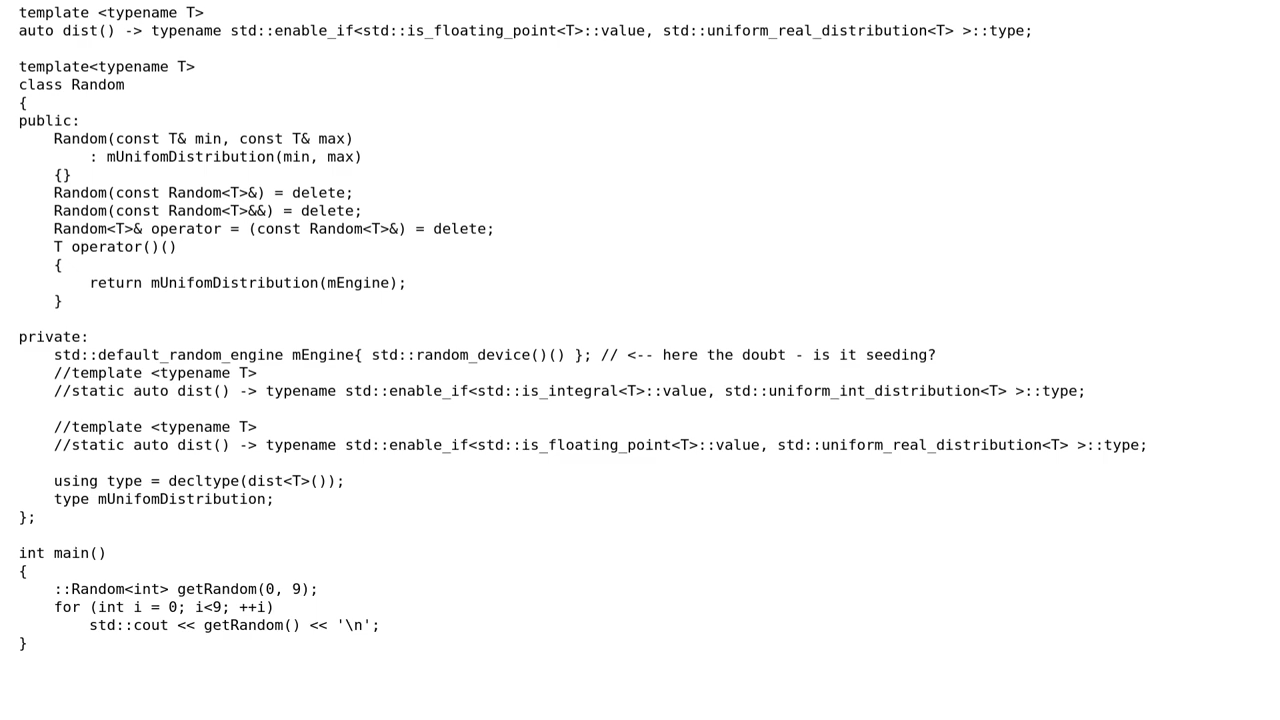 template <typename T>
auto dist() -> typename std::enable_if<std::is_floating_point<T>::value, std::uniform_real_distribution<T> >::type;

template<typename T>
class Random
{
public:
    Random(const T& min, const T& max)
        : mUnifomDistribution(min, max)
    {}
    Random(const Random<T>&) = delete;
    Random(const Random<T>&&) = delete;
    Random<T>& operator = (const Random<T>&) = delete;
    T operator()()
    {
        return mUnifomDistribution(mEngine);
    }

private:
    std::default_random_engine mEngine{ std::random_device()() }; // <-- here the doubt - is it seeding?
    //template <typename T>
    //static auto dist() -> typename std::enable_if<std::is_integral<T>::value, std::uniform_int_distribution<T> >::type;

    //template <typename T>
    //static auto dist() -> typename std::enable_if<std::is_floating_point<T>::value, std::uniform_real_distribution<T> >::type;

    using type = decltype(dist<T>());
    type mUnifomDistribution;
};

int main()
{
    ::Random<int> getRandom(0, 9);
    for (int i = 0; i<9; ++i)
        std::cout << getRandom() << '\n';
}